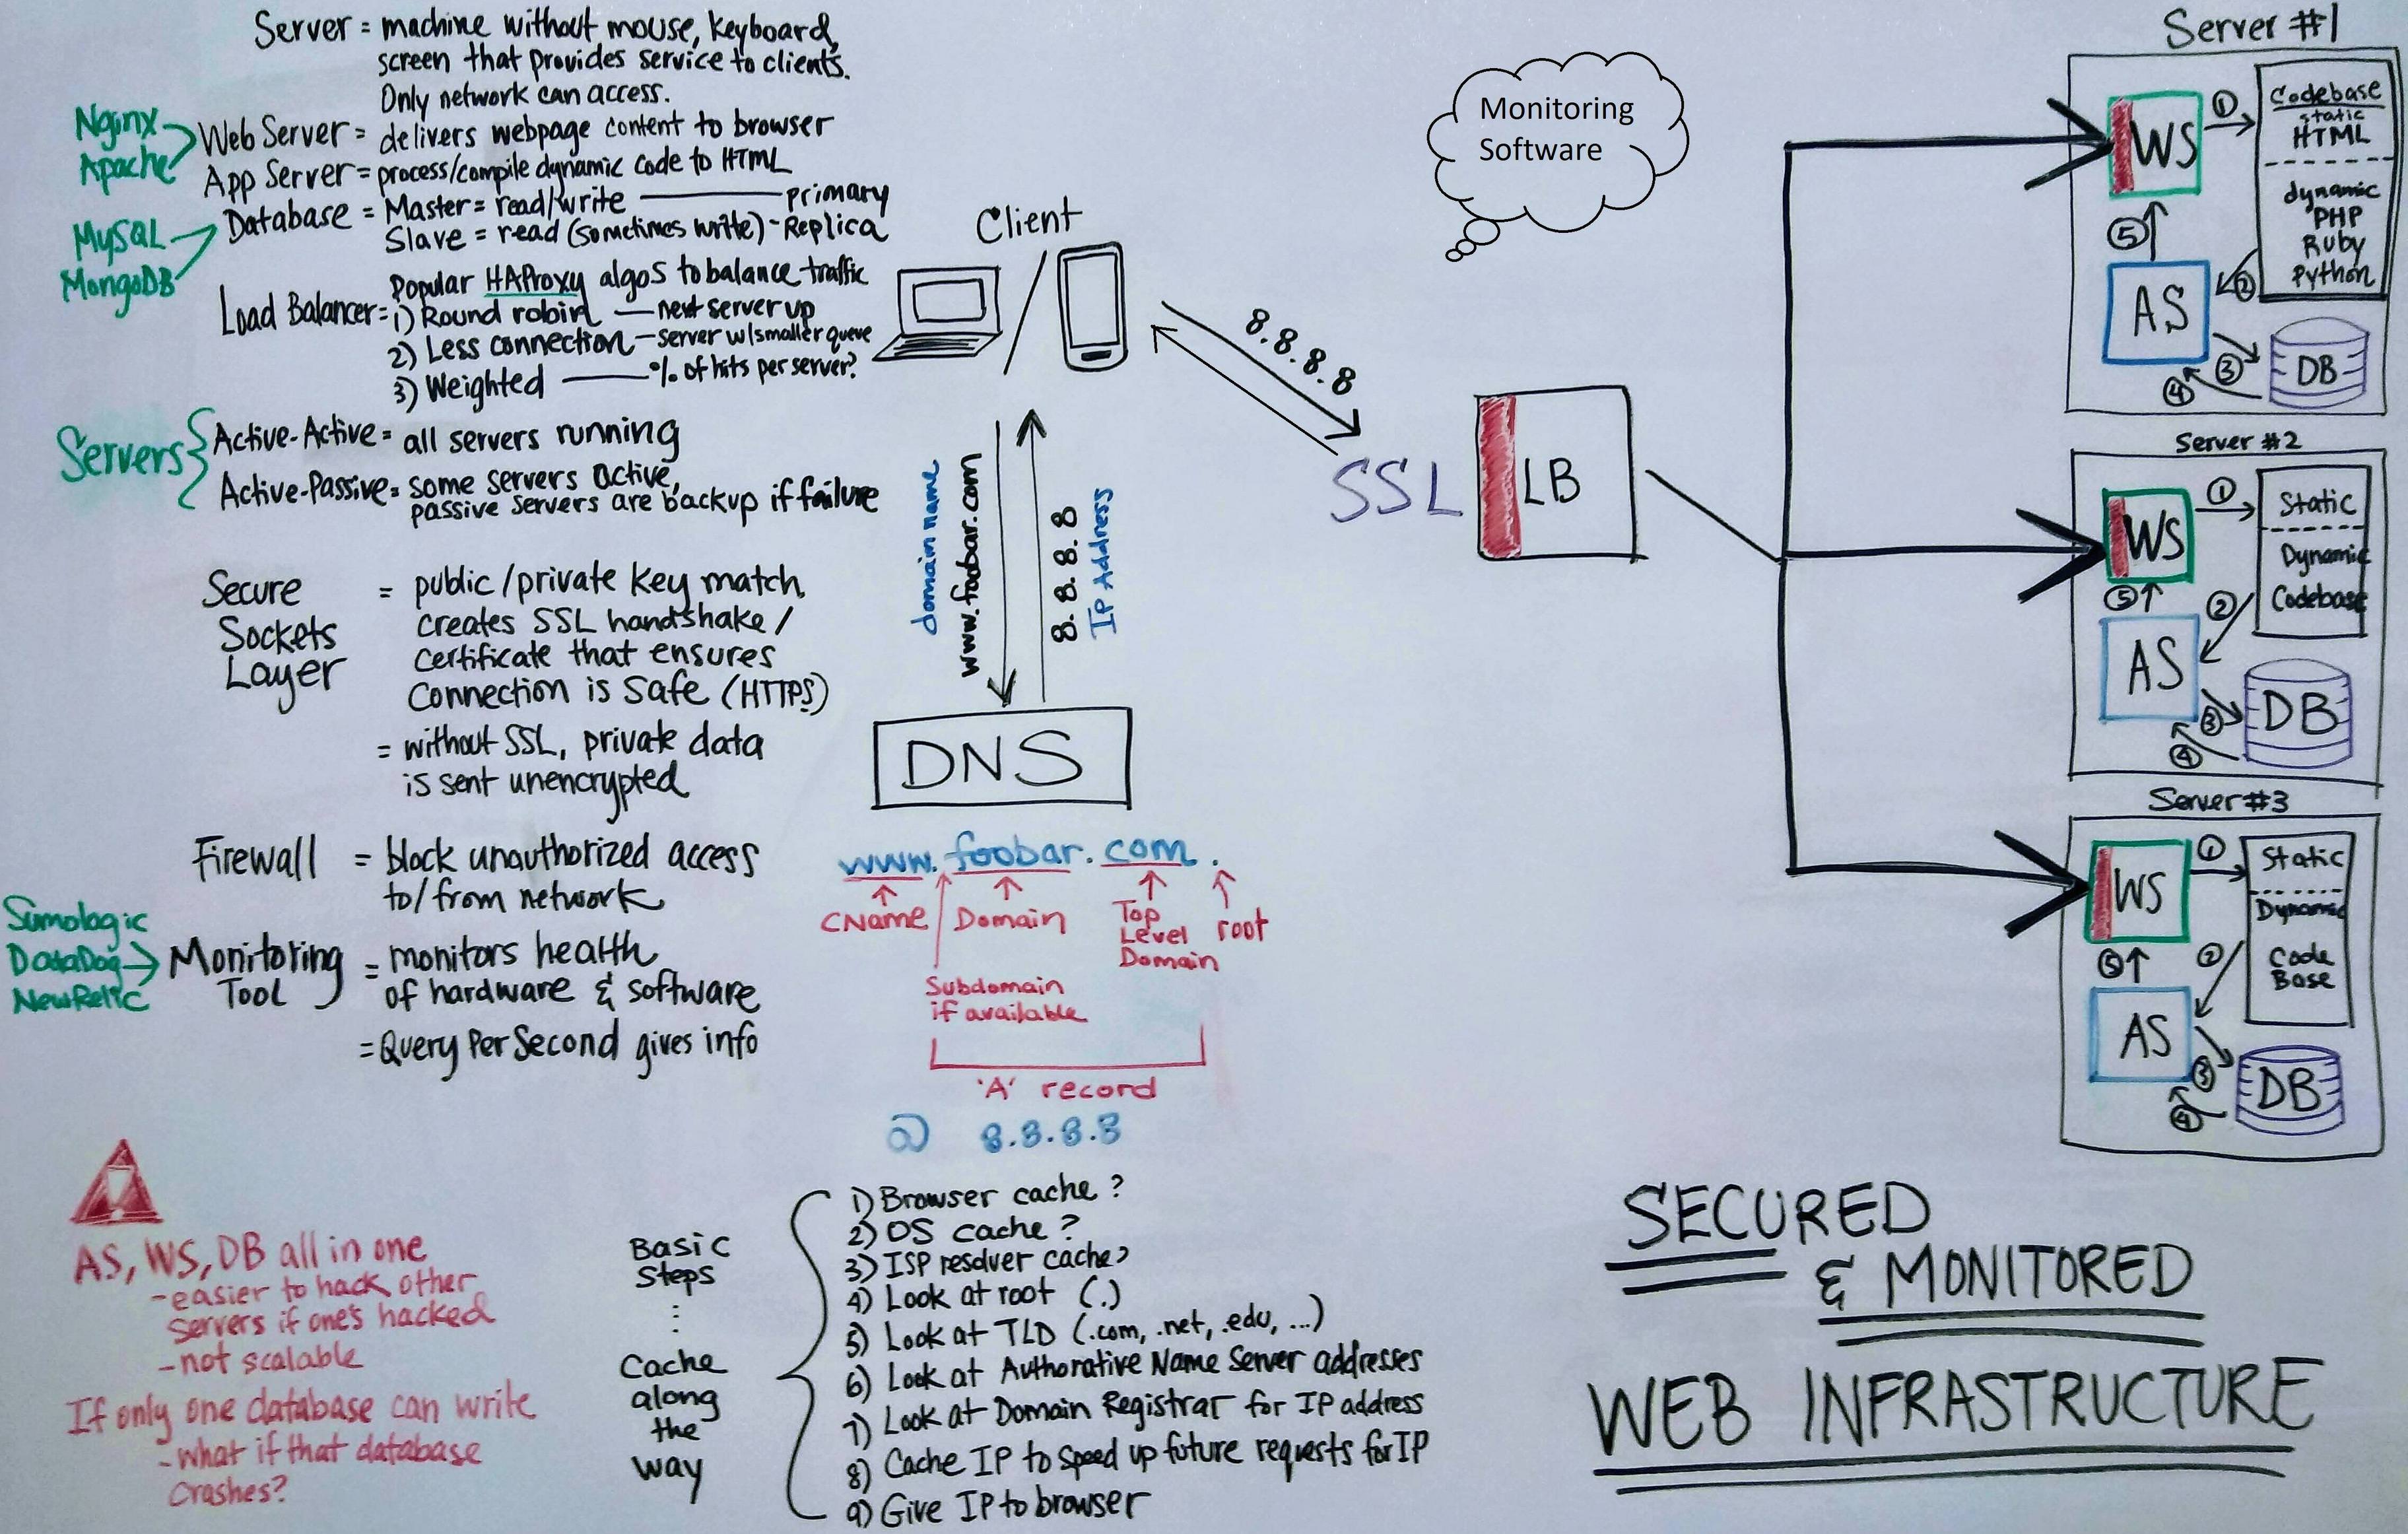 Server = machine without mouse, keyboard,
screen that provides service to clients.
Only network can access.
Nginx
Apache
Web Server = delivers webpage content to browser
App Server = process/compile dynamic code to HTML
MySQL
MongoDB
Database = Master = read/write — primary
Slave = read (sometimes write) - Replica
Load Balancer = Popular HAProxy algos to balance traffic
1) Round robin — next server up
2) Less connection — server w/smaller queue
3) Weighted — % of hits per server?
Servers
Active-Active = all servers running
Active-Passive = some servers active,
passive servers are backup if failure
Secure
Sockets
Layer
= public/private key match
creates SSL handshake/
certificate that ensures
connection is safe (HTTPS)
= without SSL, private data
is sent unencrypted
Firewall = block unauthorized access
to/from network
Sumologic
DataDog
NewRelic
Monitoring
Tool
= monitors health
of hardware & software
= Query Per Second gives info
AS, WS, DB all in one
- easier to hack other
servers if one's hacked
- not scalable
If only one database can write
- what if that database
crashes?
Client
domain name
www.foobar.com
8.8.8.8
IP Address
DNS
www.foobar.com.
CName
Domain
Top
Level
Domain
root
Subdomain
if available
'A' record
8.8.8.8
Basic
Steps
⋮
Cache
along
the
way
1) Browser cache?
2) OS cache?
3) ISP resolver cache?
4) Look at root (.)
5) Look at TLD (.com, .net, .edu, ...)
6) Look at Authorative Name Server addresses
7) Look at Domain Registrar for IP address
8) Cache IP to speed up future requests for IP
9) Give IP to browser
Monitoring
Software
8.8.8.8
SSL
LB
Server #1
WS
1
Codebase
static
HTML
dynamic
PHP
Ruby
Python
5
2
AS
3
4
DB
Server #2
WS
1
Static
Dynamic
Codebase
5
2
AS
3
4
DB
Server #3
WS
1
Static
Dynamic
Code
Base
5
2
AS
3
4
DB
SECURED
& MONITORED
WEB INFRASTRUCTURE